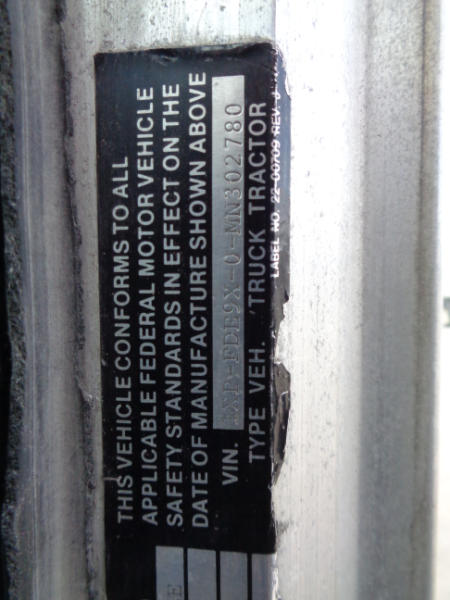 THIS VEHICLE CONFORMS TO ALL
APPLICABLE FEDERAL MOTOR VEHICLE
SAFETY STANDARDS IN EFFECT ON THE
DATE OF MANUFACTURE SHOWN ABOVE
VIN.
TYPE VEH. TRUCK TRACTOR
LABEL NO. 22-00709 REV. J